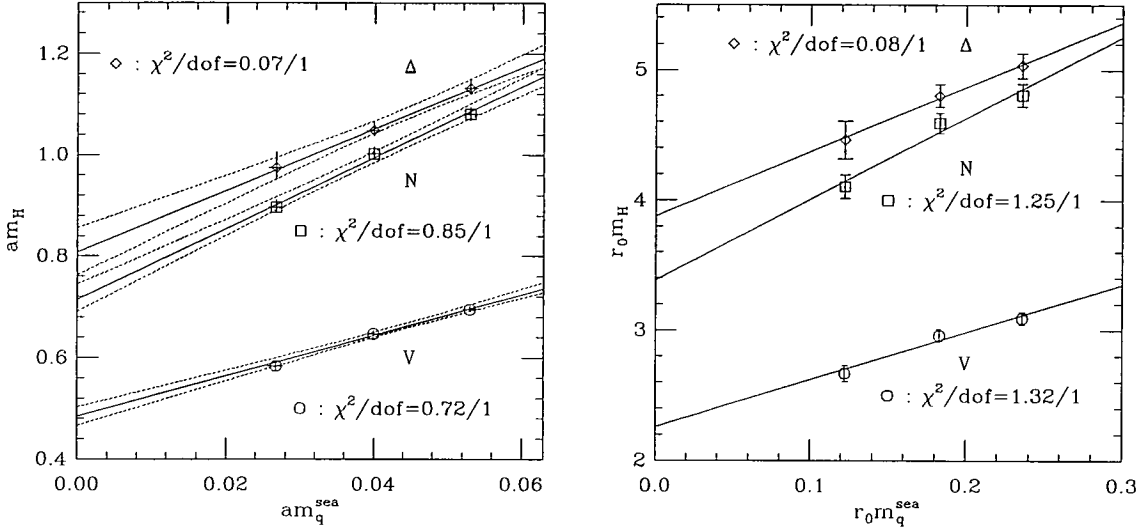 1.2
1.0
0.8
0.6
0.4
am_H
◇ : χ²/dof=0.07/1
Δ
N
□ : χ²/dof=0.85/1
V
○ : χ²/dof=0.72/1
0.00 0.02 0.04 0.06
am_q^sea
5
4
3
2
r₀m_H
◇ : χ²/dof=0.08/1
Δ
N
□ : χ²/dof=1.25/1
V
○ : χ²/dof=1.32/1
0.0 0.1 0.2 0.3
r₀m_q^sea